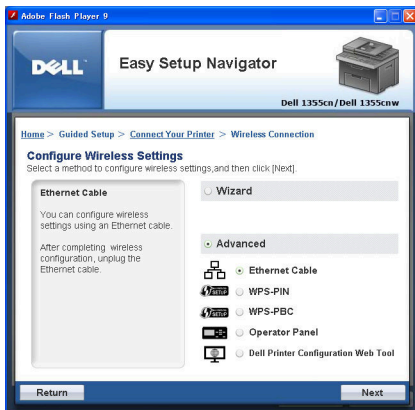 Adobe Flash Player 9
DELL
Easy Setup Navigator
Dell 1355cn/Dell 1355cnw
Home > Guided Setup > Connect Your Printer > Wireless Connection
Configure Wireless Settings
Select a method to configure wireless settings,and then click [Next].
Ethernet Cable
You can configure wireless
settings using an Ethernet cable.
After completing wireless
configuration, unplug the
Ethernet cable.
Wizard
Advanced
Ethernet Cable
SETUP WPS-PIN
SETUP WPS-PBC
Operator Panel
Dell Printer Configuration Web Tool
Return
Next